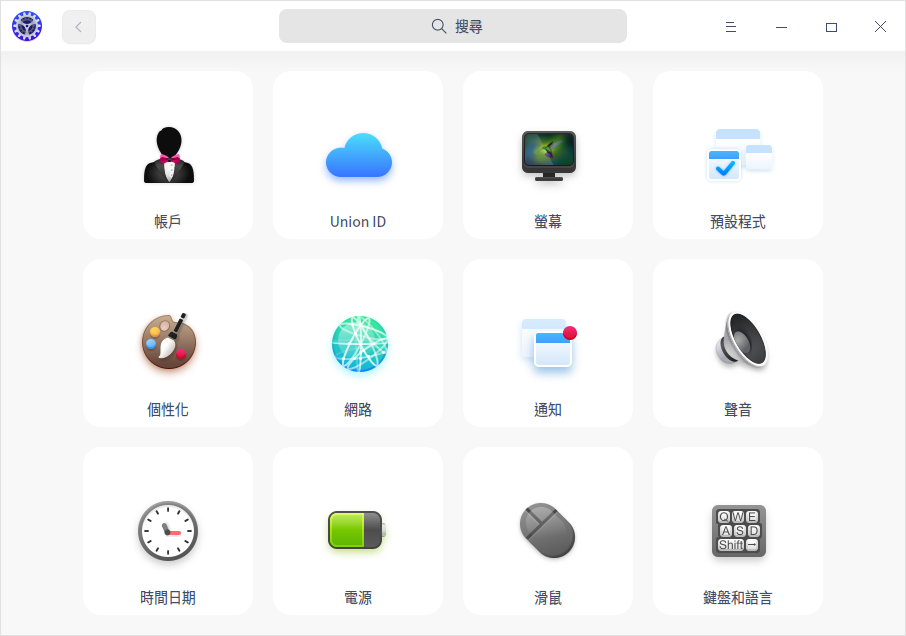 搜尋
帳戶
Union ID
螢幕
預設程式
個性化
網路
通知
聲音
時間日期
電源
滑鼠
Q W E
A S D
Shift →
鍵盤和語言